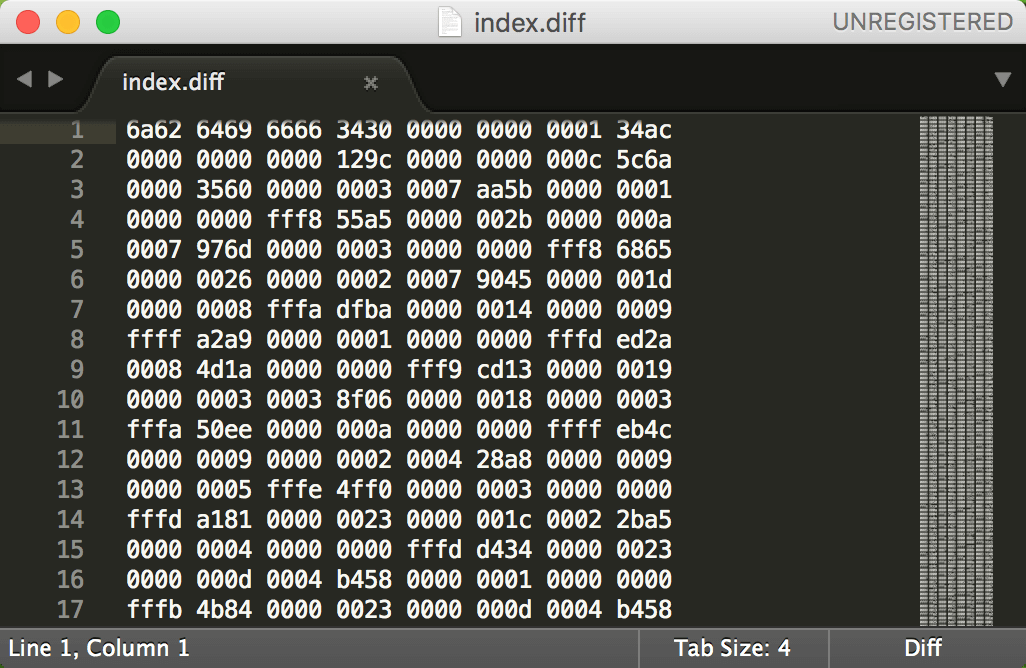 index.diff
UNREGISTERED
index.diff
1 6a62 6469 6666 3430 0000 0000 0001 34ac
2 0000 0000 0000 129c 0000 0000 000c 5c6a
3 0000 3560 0000 0003 0007 aa5b 0000 0001
4 0000 0000 fff8 55a5 0000 002b 0000 000a
5 0007 976d 0000 0003 0000 0000 fff8 6865
6 0000 0026 0000 0002 0007 9045 0000 001d
7 0000 0008 fffa dfba 0000 0014 0000 0009
8 ffff a2a9 0000 0001 0000 0000 fffd ed2a
9 0008 4d1a 0000 0000 fff9 cd13 0000 0019
10 0000 0003 0003 8f06 0000 0018 0000 0003
11 fffa 50ee 0000 000a 0000 0000 ffff eb4c
12 0000 0009 0000 0002 0004 28a8 0000 0009
13 0000 0005 fffe 4ff0 0000 0003 0000 0000
14 fffd a181 0000 0023 0000 001c 0002 2ba5
15 0000 0004 0000 0000 fffd d434 0000 0023
16 0000 000d 0004 b458 0000 0001 0000 0000
17 fffb 4b84 0000 0023 0000 000d 0004 b458
Line 1, Column 1
Tab Size: 4
Diff